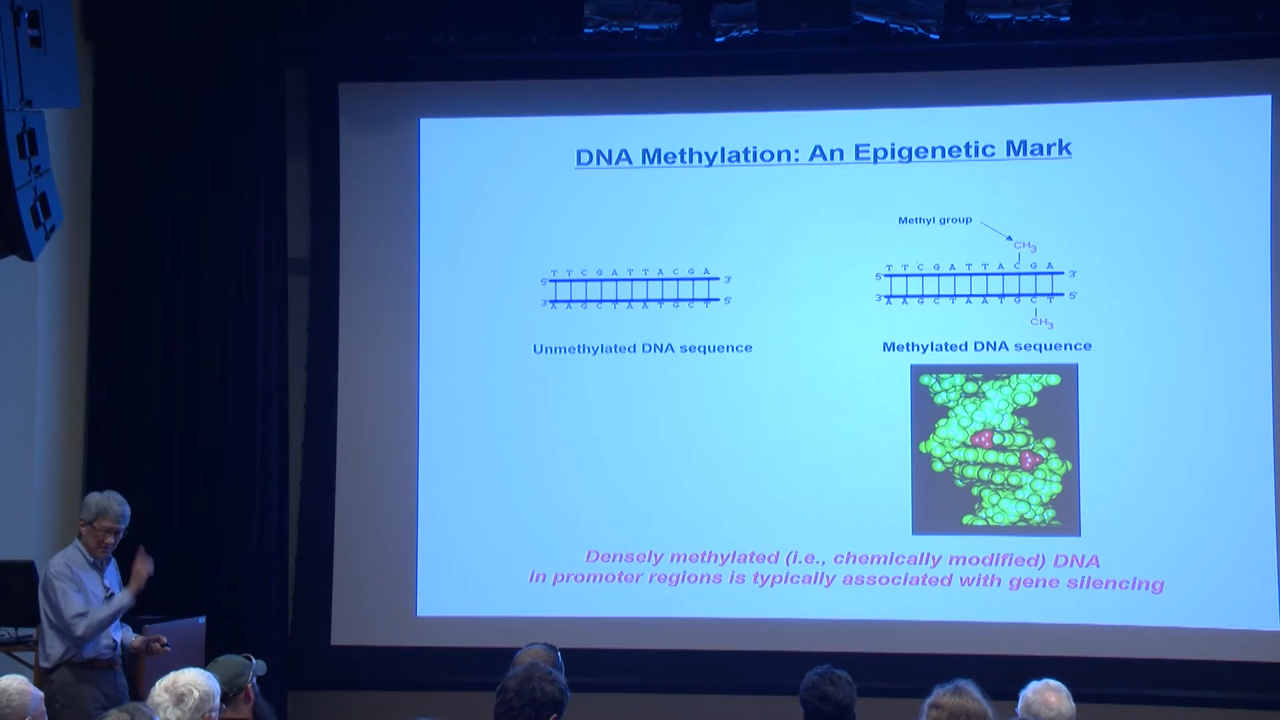 DNA Methylation: An Epigenetic Mark
Methyl group
CH3
T T C G A T T A C G A
5' 3'
3' 5'
A A G C T A A T G C T
Unmethylated DNA sequence
T T C G A T T A C G A
5' 3'
3' 5'
A A G C T A A T G C T
CH3
Methylated DNA sequence
Densely methylated (i.e., chemically modified) DNA
in promoter regions is typically associated with gene silencing